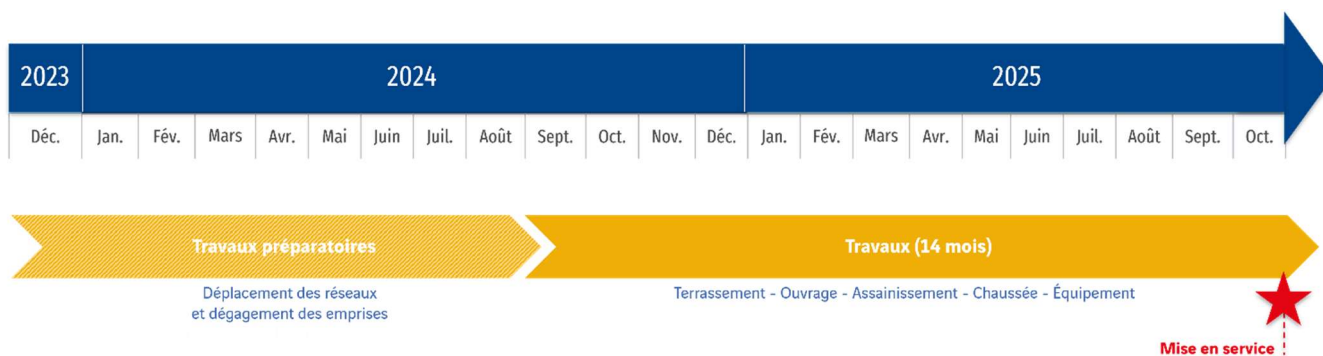 2023 2024 2025
Déc. Jan. Fév. Mars Avr. Mai Juin Juil. Août Sept. Oct. Nov. Déc. Jan. Fév. Mars Avr. Mai Juin Juil. Août Sept. Oct.
Travaux préparatoires Travaux (14 mois)
Déplacement des réseaux Terrassement - Ouvrage - Assainissement - Chaussée - Équipement
et dégagement des emprises
Mise en service